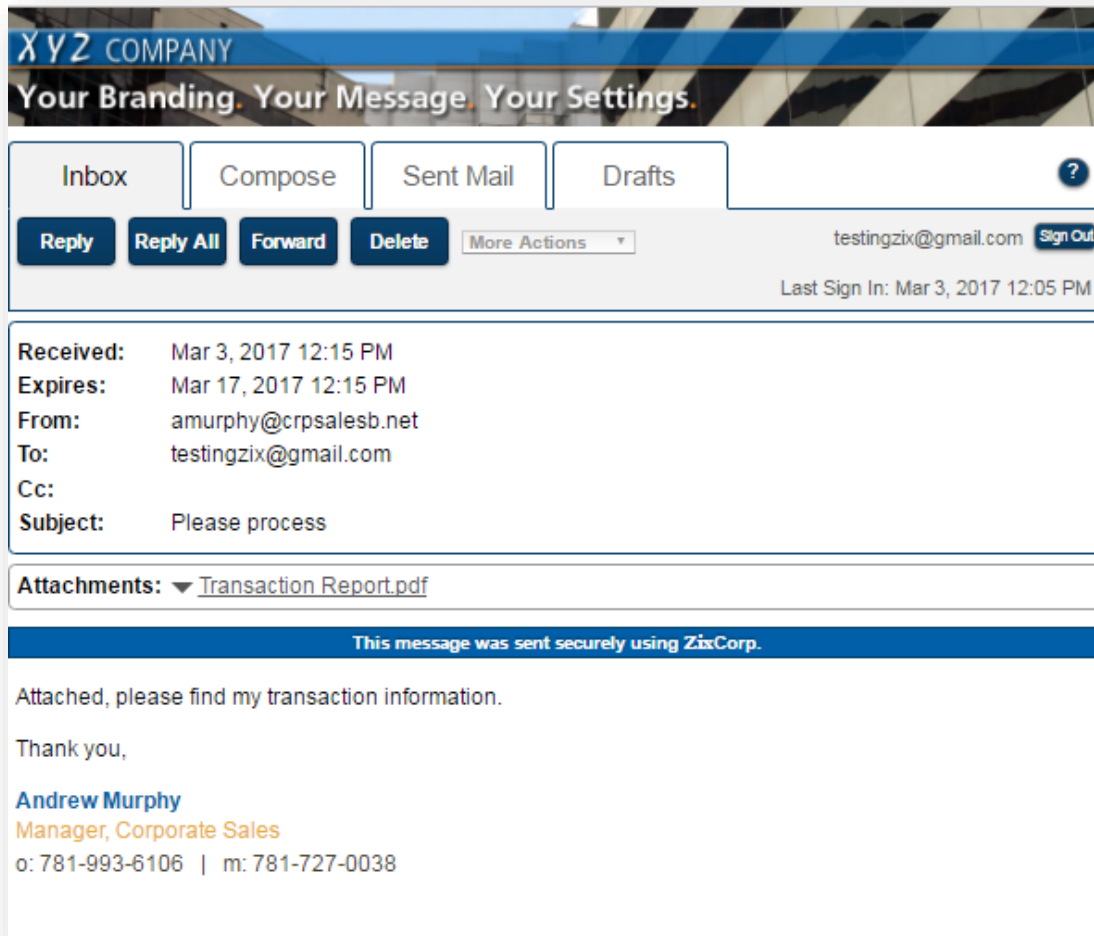 X Y Z COMPANY
Your Branding. Your Message. Your Settings.
Inbox Compose Sent Mail Drafts ?
Reply Reply All Forward Delete More Actions testingzix@gmail.com Sign Out
Last Sign In: Mar 3, 2017 12:05 PM
Received: Mar 3, 2017 12:15 PM
Expires: Mar 17, 2017 12:15 PM
From: amurphy@crpsalesb.net
To: testingzix@gmail.com
Cc:
Subject: Please process
Attachments: Transaction Report.pdf
This message was sent securely using ZixCorp.
Attached, please find my transaction information.
Thank you,
Andrew Murphy
Manager, Corporate Sales
o: 781-993-6106 | m: 781-727-0038